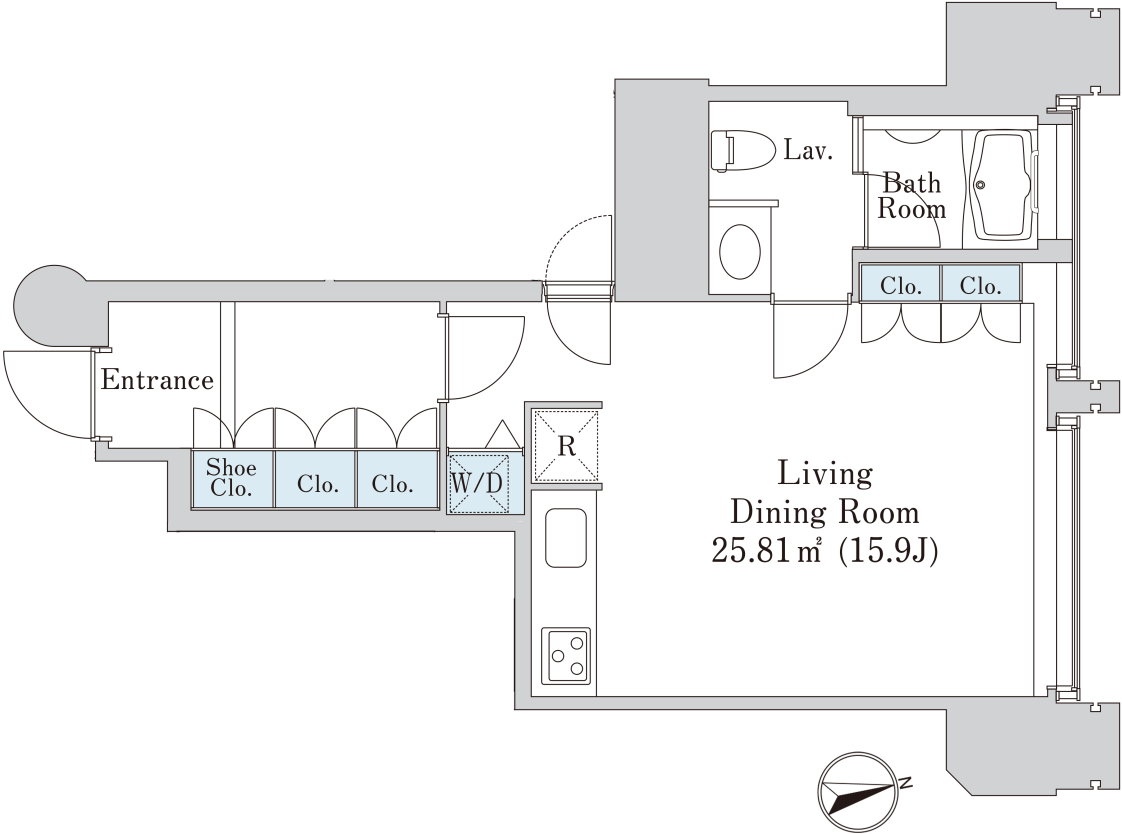 Lav.
Bath
Room
Clo.
Clo.
Entrance
Shoe
Clo.
Clo.
Clo.
W/D
R
Living
Dining Room
25.81㎡ (15.9J)
N